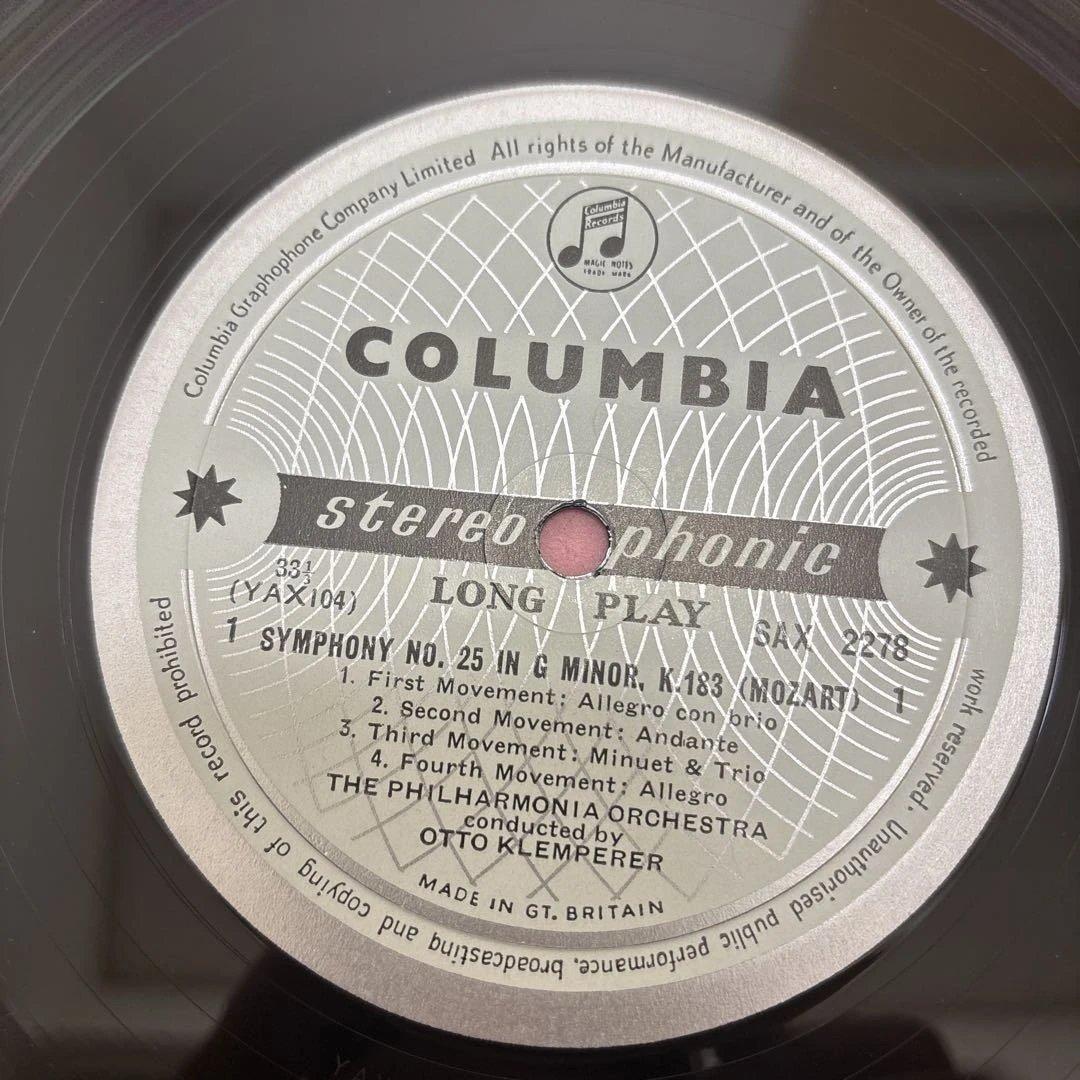 Columbia Graphophone Company Limited All rights of the Manufacturer and of the Owner of the recorded
work reserved. Unauthorised public performance, broadcasting and copying of this record prohibited
Columbia
Records
MAGIC NOTES
TRADE MARK
COLUMBIA
stereophonic
33⅓
LONG PLAY
(YAX104)
SAX 2278
1 SYMPHONY NO. 25 IN G MINOR, K.183 (MOZART) 1
1. First Movement: Allegro con brio
2. Second Movement: Andante
3. Third Movement: Minuet & Trio
4. Fourth Movement: Allegro
THE PHILHARMONIA ORCHESTRA
conducted by
OTTO KLEMPERER
MADE IN GT. BRITAIN